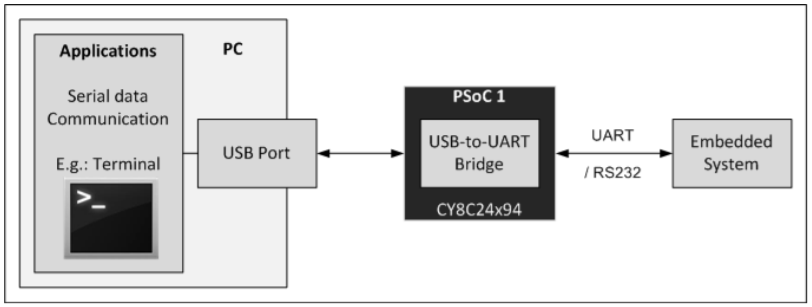 Applications
PC
Serial data
Communication
E.g.: Terminal
>_
USB Port
PSoC 1
USB-to-UART
Bridge
CY8C24x94
UART
/ RS232
Embedded
System